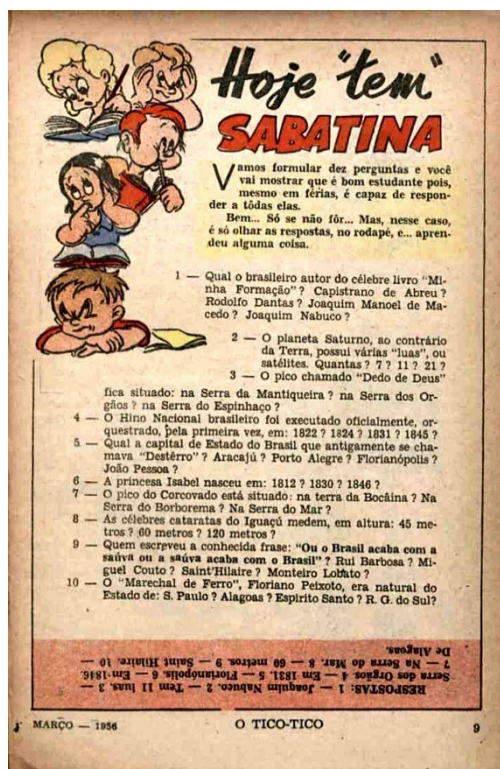 Hoje "tem"
SABATINA
Vamos formular dez perguntas e você
vai mostrar que é bom estudante pois,
mesmo em férias, é capaz de respon-
der a tôdas elas.
Bem... Só se não fôr... Mas, nesse caso,
é só olhar as respostas, no rodapé, e... apren-
deu alguma coisa.
1 — Qual o brasileiro autor do célebre livro "Mi-
nha Formação" ? Capistrano de Abreu ?
Rodolfo Dantas ? Joaquim Manoel de Ma-
cedo ? Joaquim Nabuco ?
2 — O planeta Saturno, ao contrário
da Terra, possui várias "luas", ou
satélites. Quantas ? 7 ? 11 ? 21 ?
3 — O pico chamado "Dedo de Deus"
fica situado: na Serra da Mantiqueira ? na Serra dos Or-
gãos ? na Serra do Espinhaço ?
4 — O Hino Nacional brasileiro foi executado oficialmente, or-
questrado, pela primeira vez, em: 1822 ? 1824 ? 1831 ? 1845 ?
5 — Qual a capital de Estado do Brasil que antigamente se cha-
mava "Destêrro" ? Aracajú ? Porto Alegre ? Florianópolis ?
João Pessoa ?
6 — A princesa Isabel nasceu em: 1812 ? 1830 ? 1846 ?
7 — O pico do Corcovado está situado: na terra da Bocâina ? Na
Serra do Borborema ? Na Serra do Mar ?
8 — As célebres cataratas do Iguaçú medem, em altura: 45 me-
tros ? 60 metros ? 120 metros ?
9 — Quem escreveu a conhecida frase: "Ou o Brasil acaba com a
saúva ou a saúva acaba com o Brasil" ? Rui Barbosa ? Mi-
guel Couto ? Saint'Hilaire ? Monteiro Lobato ?
10 — O "Marechal de Ferro", Floriano Peixoto, era natural do
Estado de: S. Paulo ? Alagoas ? Espirito Santo ? R. G. do Sul?
RESPOSTAS: 1 — Joaquim Nabuco. 2 — Tem 11 luas. 3 —
Serra dos Orgãos 4 — Em 1831. 5 — Florianópolis. 6 — Em 1846.
7 — Na Serra do Mar. 8 — 60 metros. 9 — Saint Hilaire. 10 —
De Alagoas.
MARÇO — 1956
O TICO-TICO
9